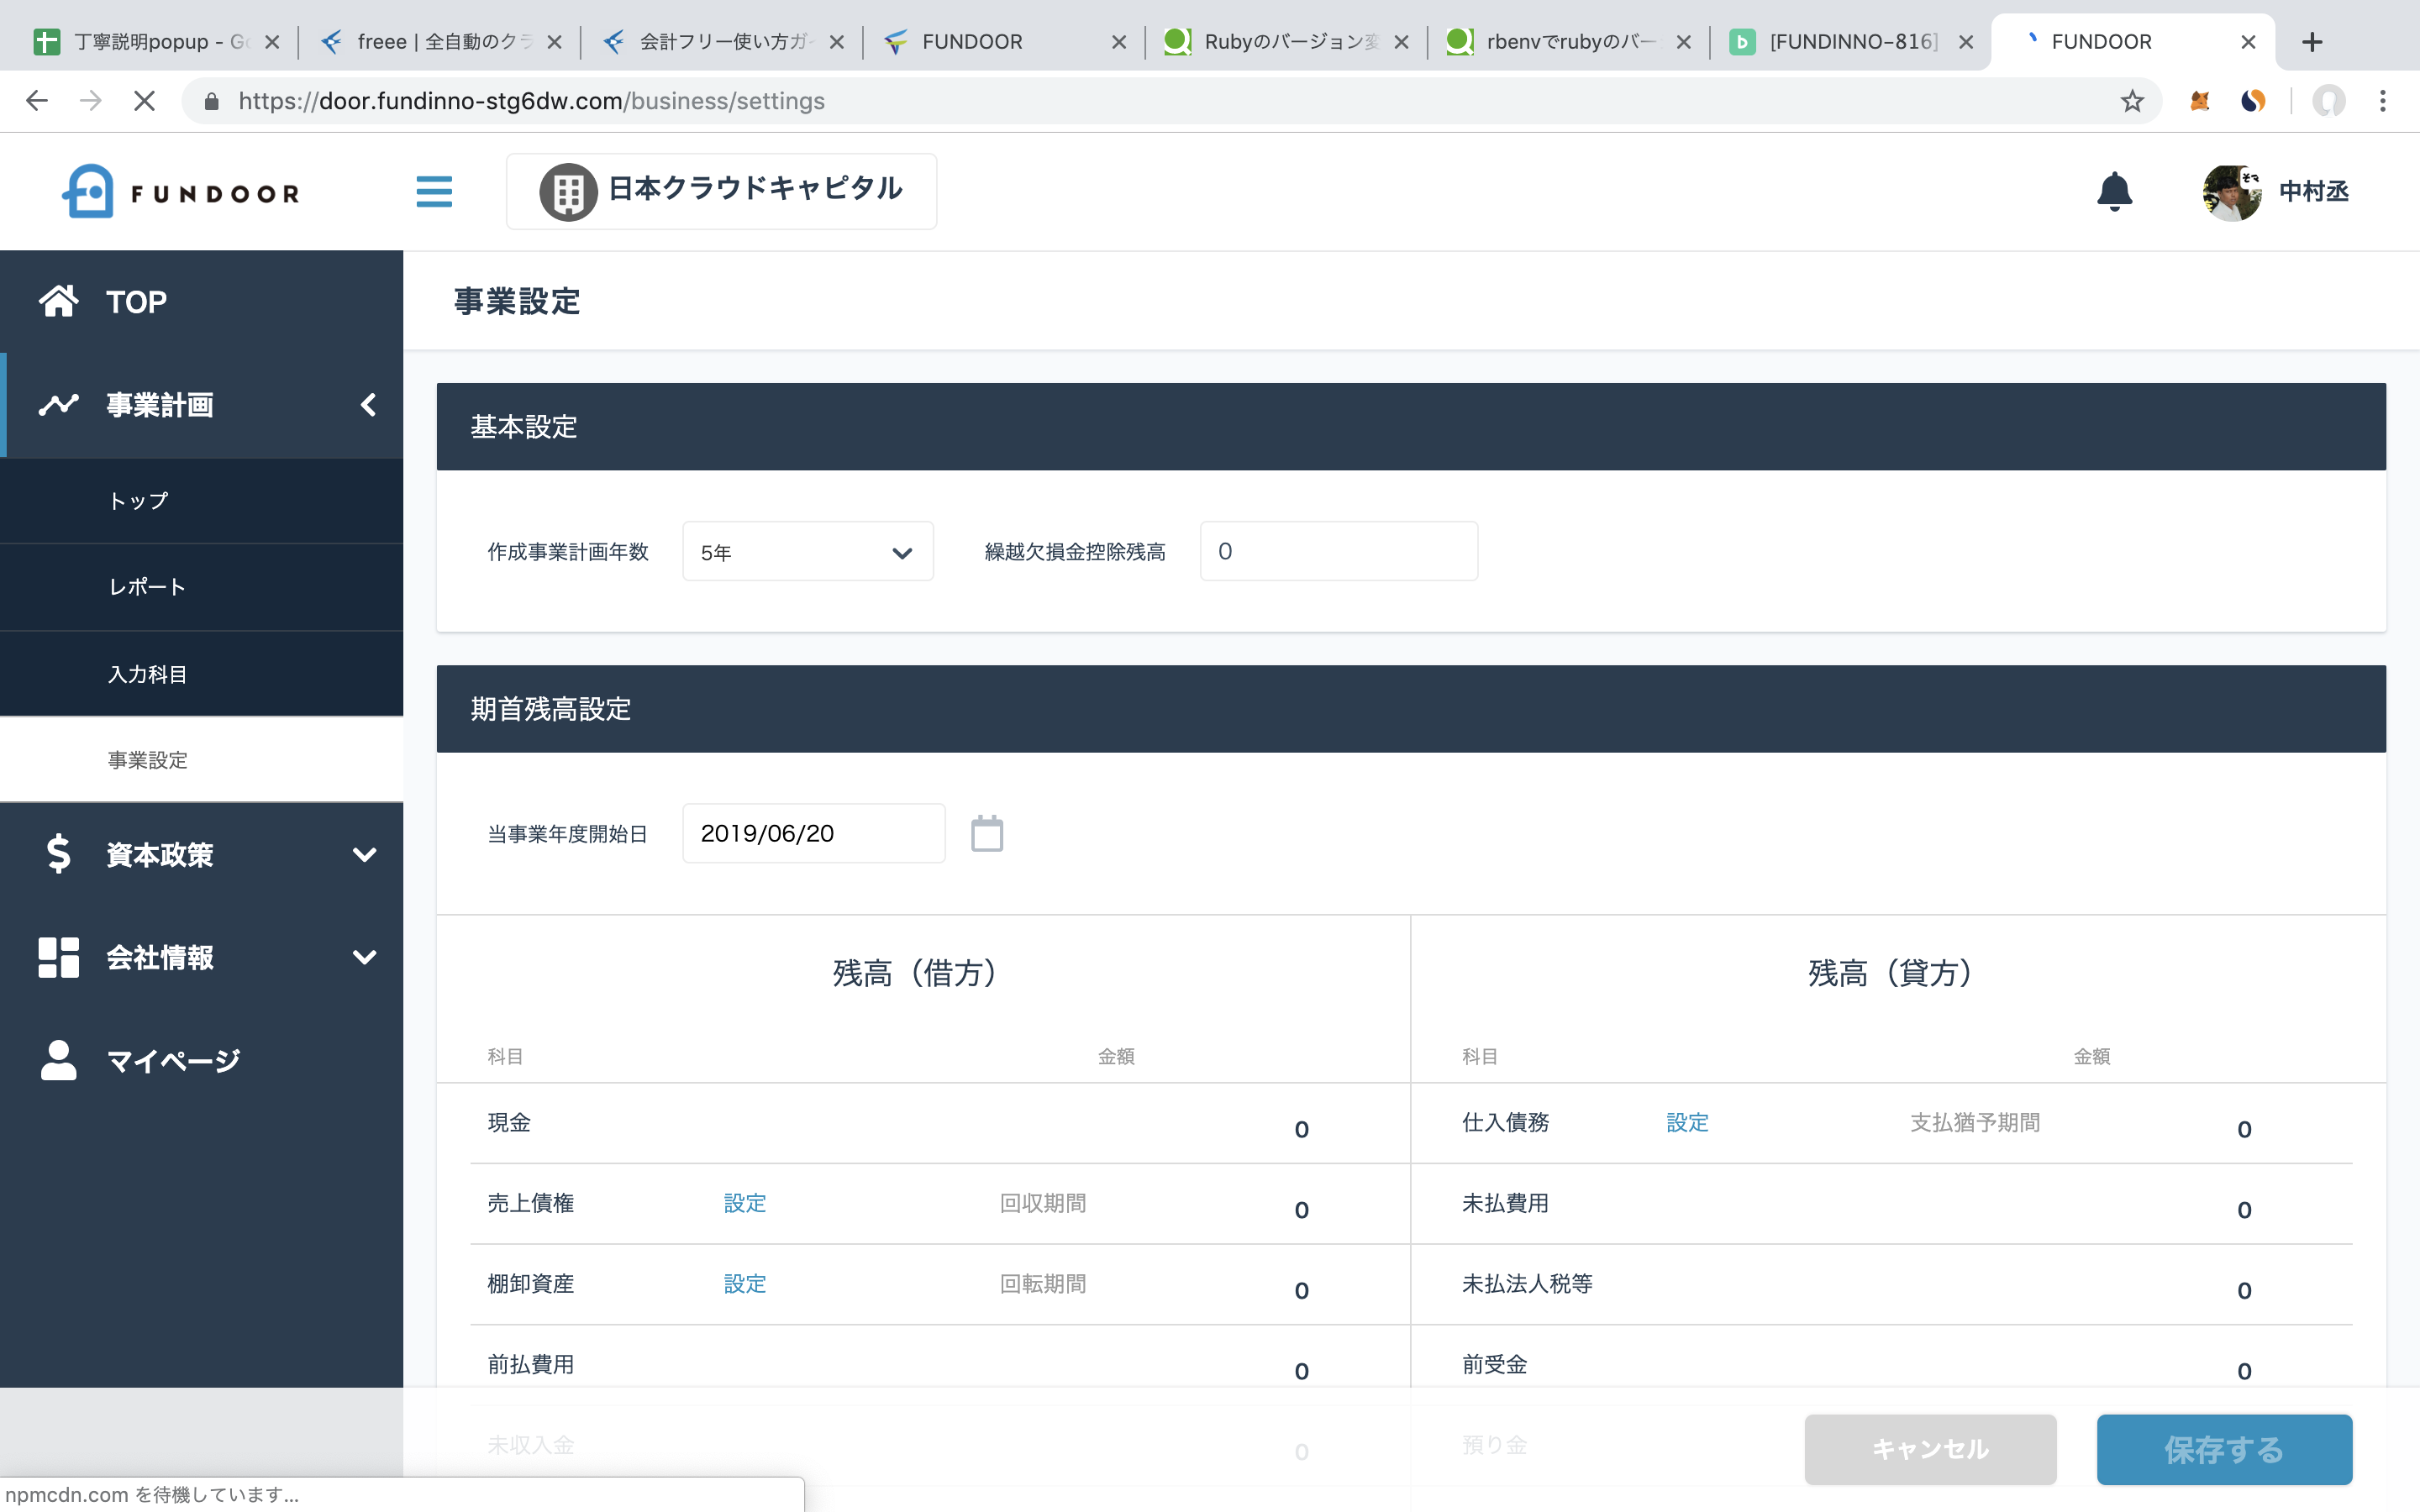 丁寧説明popup - Go
freee | 全自動のクラ
会計フリー使い方ガイ
FUNDOOR
Rubyのバージョン変
rbenvでrubyのバー
[FUNDINNO-816]
FUNDOOR
https://door.fundinno-stg6dw.com/business/settings
FUNDOOR
日本クラウドキャピタル
中村丞
TOP
事業計画
トップ
レポート
入力科目
事業設定
資本政策
会社情報
マイページ
事業設定
基本設定
作成事業計画年数
5年
繰越欠損金控除残高
0
期首残高設定
当事業年度開始日
2019/06/20
残高（借方）
残高（貸方）
科目 金額
科目 金額
現金 0
仕入債務 設定 支払猶予期間 0
売上債権 設定 回収期間 0
未払費用 0
棚卸資産 設定 回転期間 0
未払法人税等 0
前払費用 0
前受金 0
未収入金 0
預り金
キャンセル
保存する
npmcdn.com を待機しています...